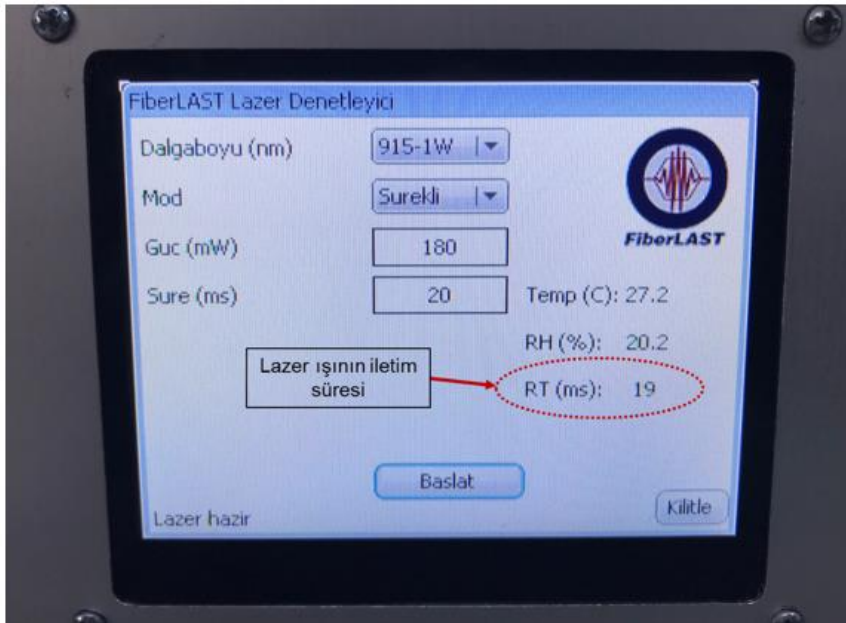 FiberLAST Lazer Denetleyici
Dalgaboyu (nm) 915-1W
Mod Surekli
FiberLAST
Guc (mW) 180
Sure (ms) 20 Temp (C): 27.2
RH (%): 20.2
Lazer ışının iletim
süresi
RT (ms): 19
Baslat
Lazer hazir
Kilitle